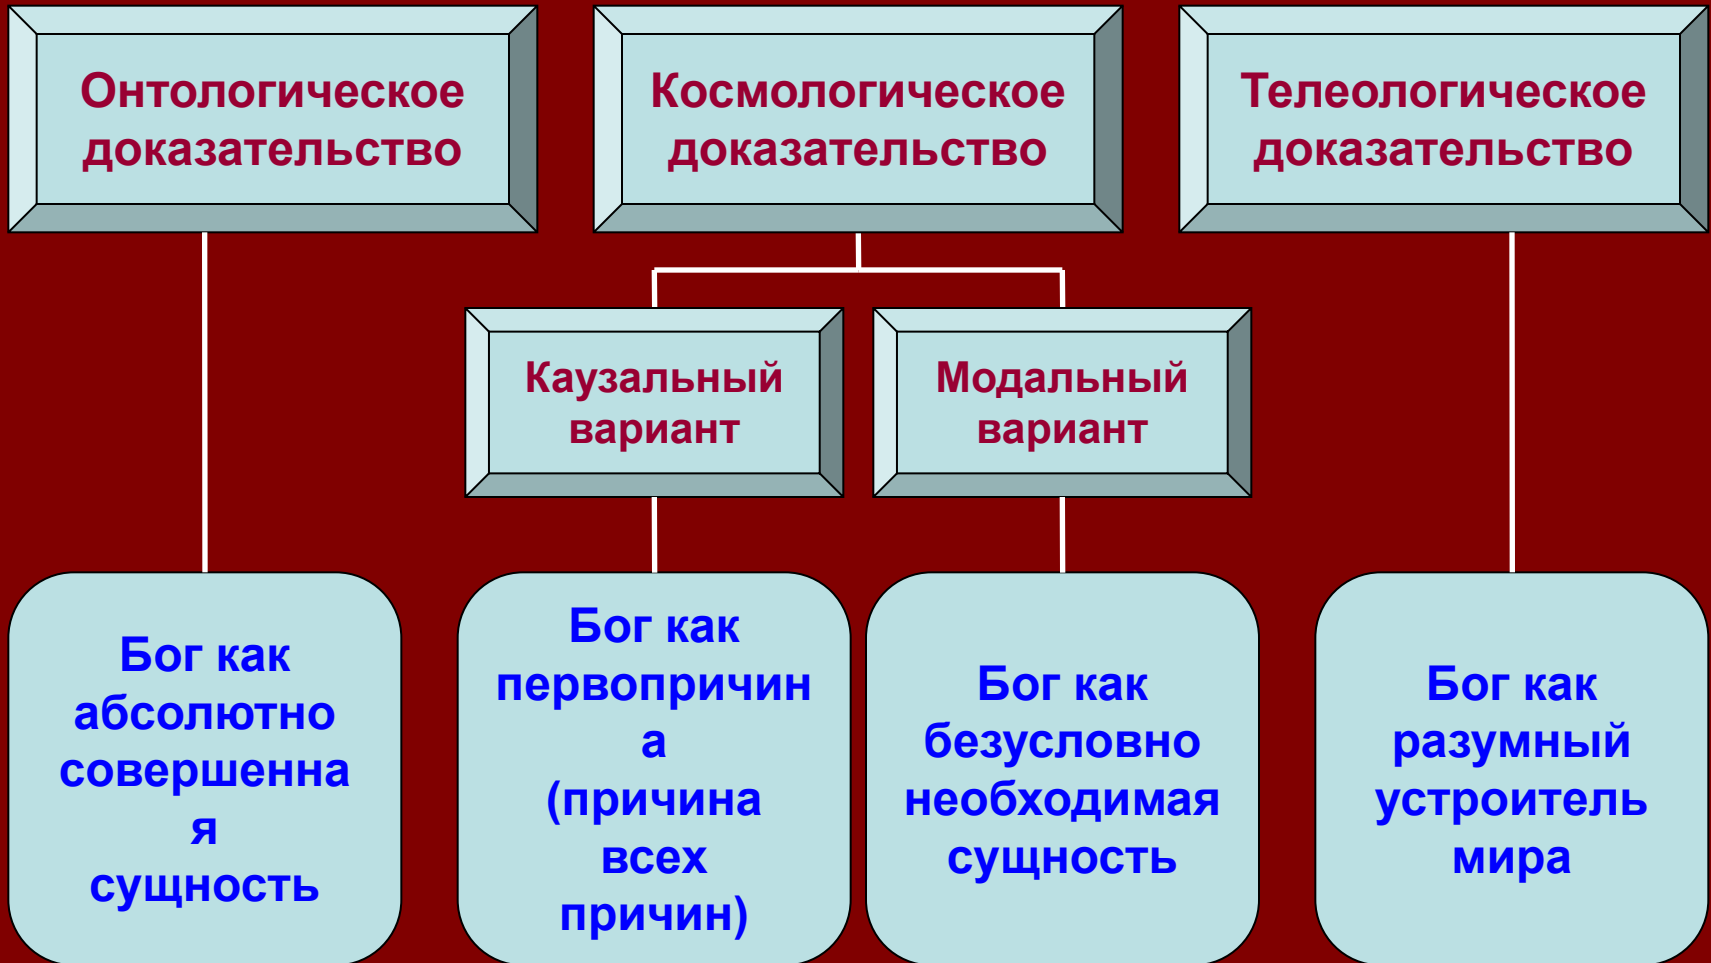 Онтологическое
доказательство
Космологическое
доказательство
Телеологическое
доказательство
Каузальный
вариант
Модальный
вариант
Бог как
абсолютно
совершенна
я
сущность
Бог как
первопричин
а
(причина
всех
причин)
Бог как
безусловно
необходимая
сущность
Бог как
разумный
устроитель
мира